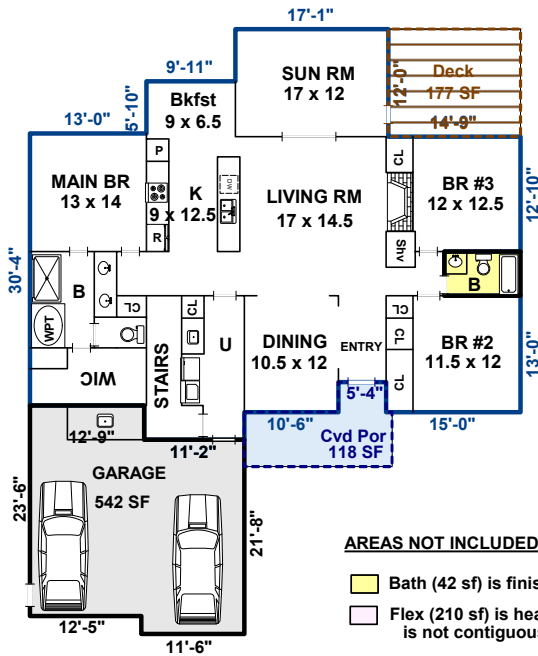 17'-1"
9'-11"
SUN RM
17 x 12
12'-0"
Deck
177 SF
14'-9"
13'-0"
5'-10"
Bkfst
9 x 6.5
P
CL
MAIN BR
13 x 14
K
9 x 12.5
DW
LIVING RM
17 x 14.5
BR #3
12 x 12.5
12'-10"
R
Shv
30'-4"
B
B
CL
CL
CL
WPT
U
DINING
10.5 x 12
ENTRY
CL
BR #2
11.5 x 12
13'-0"
WIC
STAIRS
CL
5'-4"
10'-6"
15'-0"
Cvd Por
118 SF
12'-9"
11'-2"
GARAGE
542 SF
23'-6"
21'-8"
12'-5"
11'-6"
AREAS NOT INCLUDED
Bath (42 sf) is finis
Flex (210 sf) is hea
is not contiguous